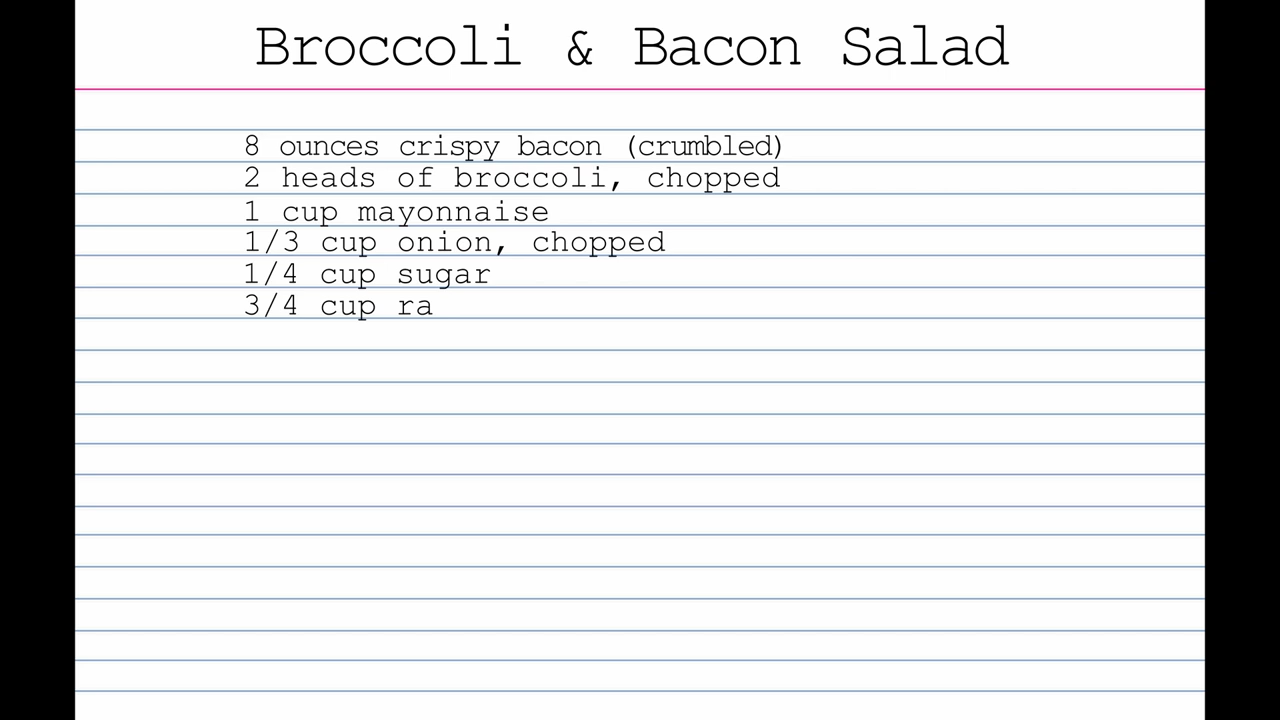 Broccoli & Bacon Salad
8 ounces crispy bacon (crumbled)
2 heads of broccoli, chopped
1 cup mayonnaise
1/3 cup onion, chopped
1/4 cup sugar
3/4 cup ra